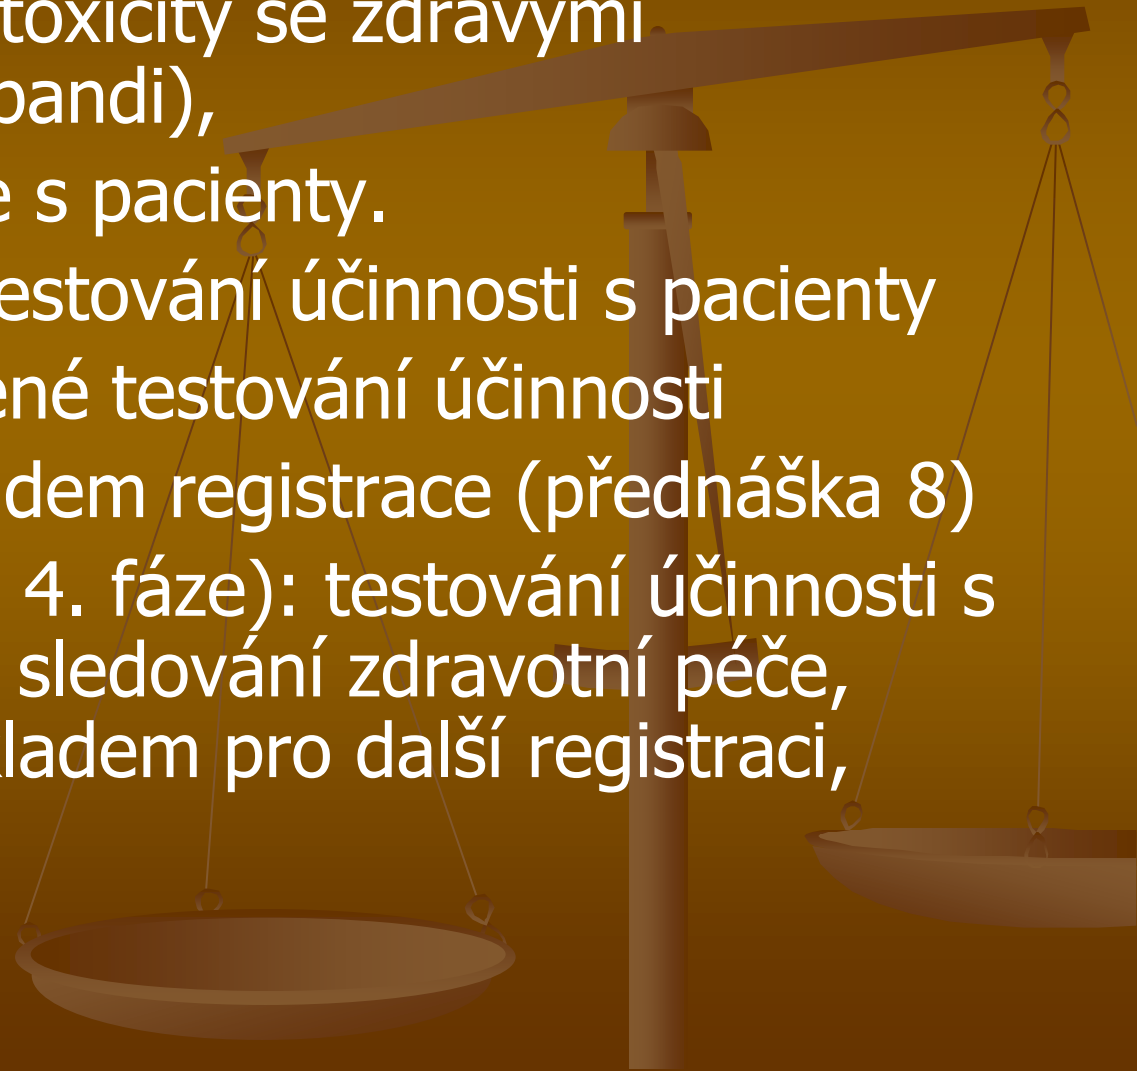 toxicity se zdravými
bandi),
e s pacienty.
estování účinnosti s pacienty
ené testování účinnosti
dem registrace (přednáška 8)
4. fáze): testování účinnosti s
sledování zdravotní péče,
ladem pro další registraci,